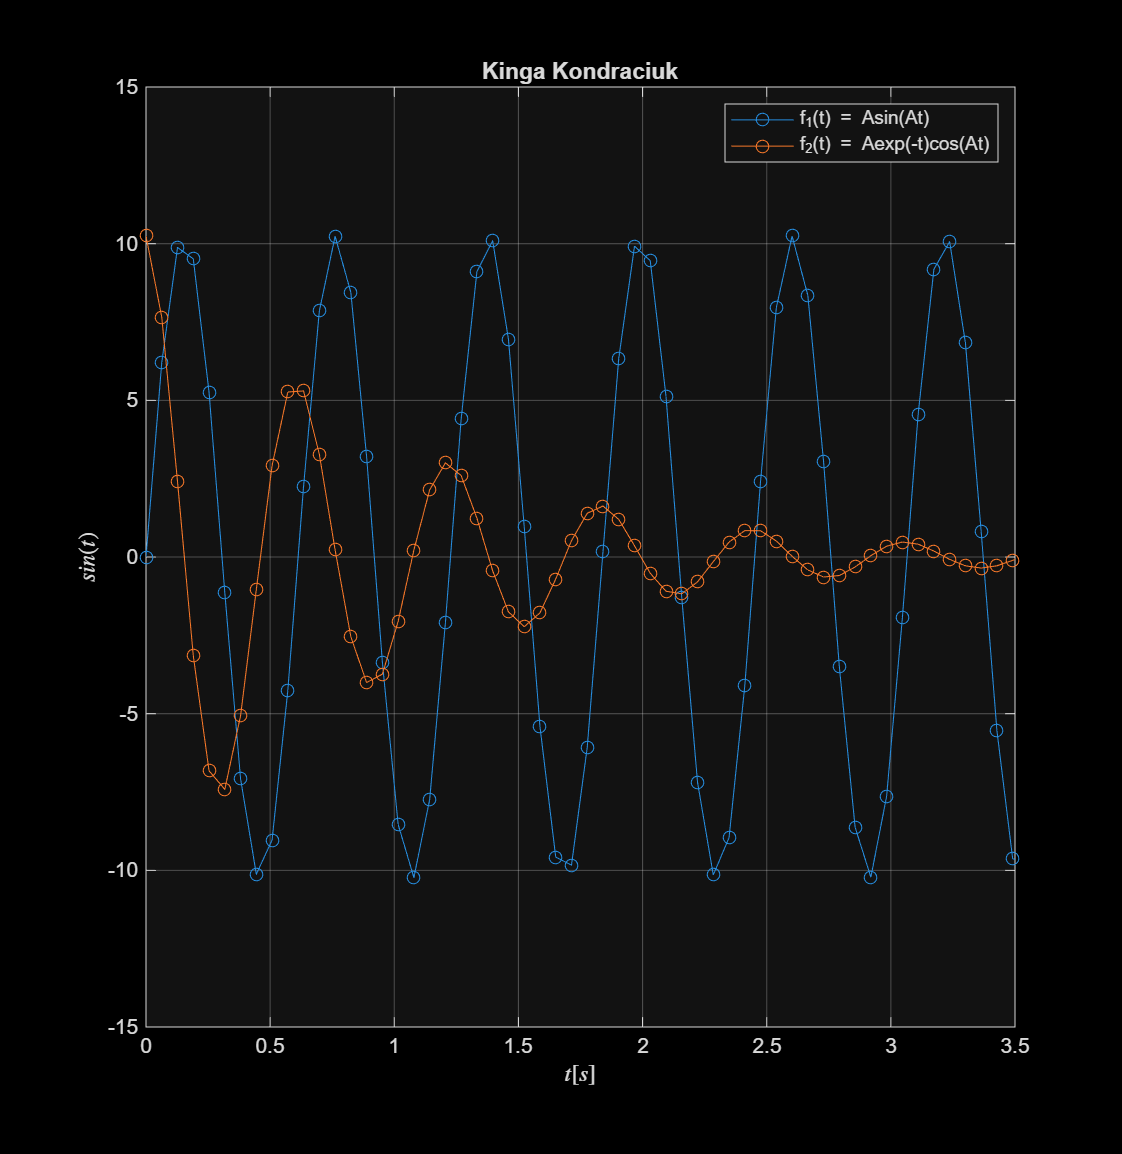 Kinga Kondraciuk
f₁(t) = Asin(At)
f₂(t) = Aexp(-t)cos(At)
15
10
5
0
-5
-10
-15
sin(t)
0 0.5 1 1.5 2 2.5 3 3.5
t[s]